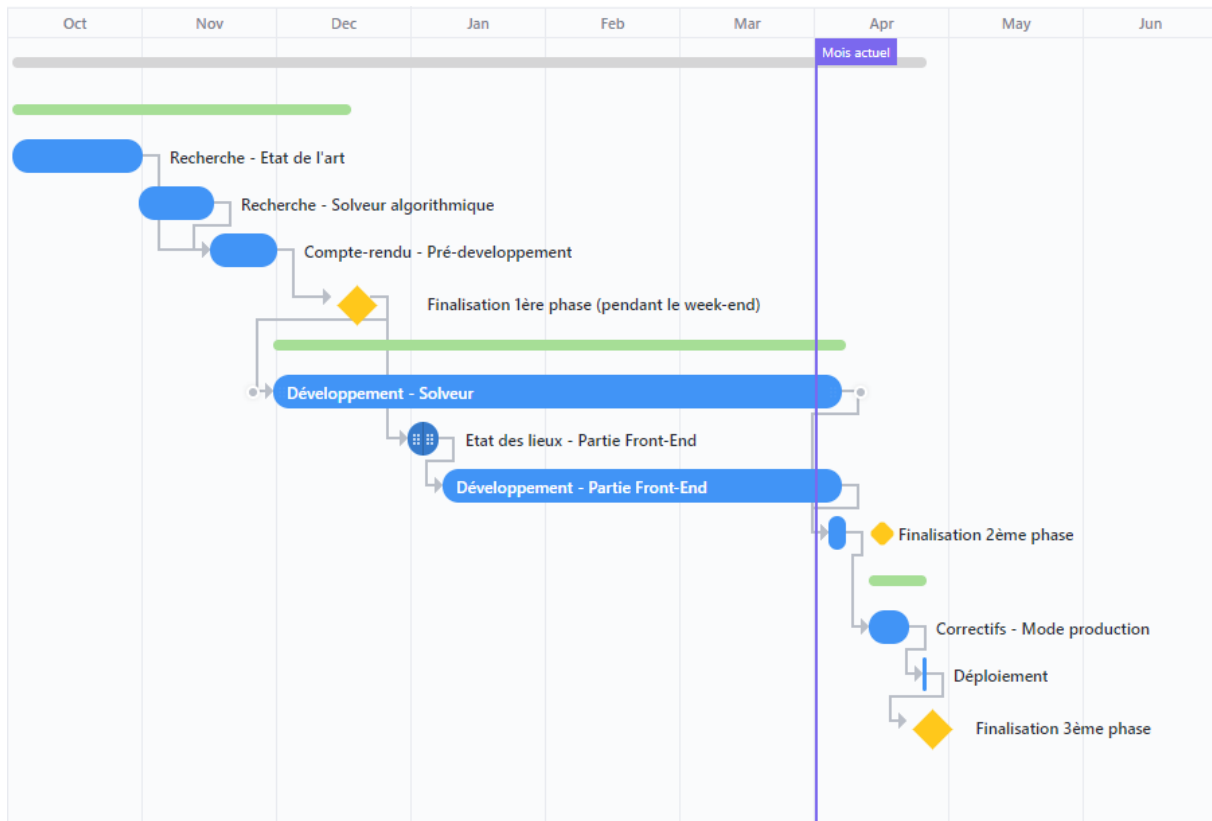 Oct Nov Dec Jan Feb Mar Apr May Jun
Mois actuel
Recherche - Etat de l'art
Recherche - Solveur algorithmique
Compte-rendu - Pré-developpement
Finalisation 1ère phase (pendant le week-end)
Développement - Solveur
Etat des lieux - Partie Front-End
Développement - Partie Front-End
Finalisation 2ème phase
Correctifs - Mode production
Déploiement
Finalisation 3ème phase